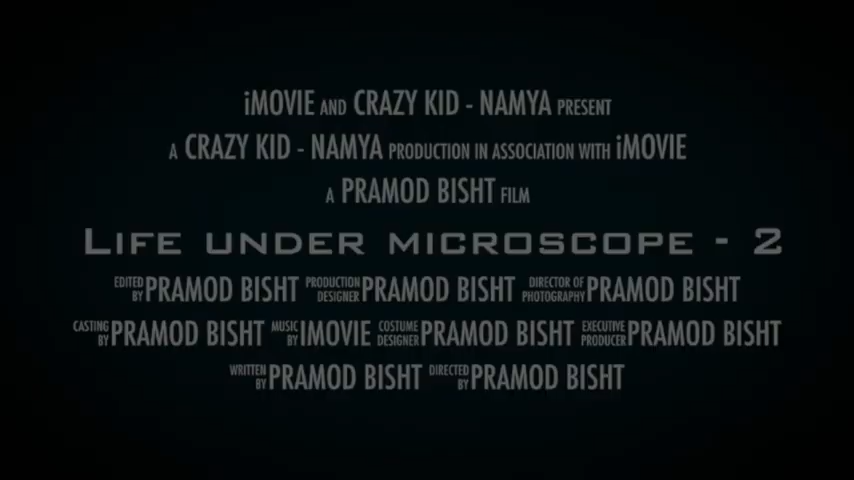 iMOVIE AND CRAZY KID - NAMYA PRESENT
A CRAZY KID - NAMYA PRODUCTION IN ASSOCIATION WITH iMOVIE
A PRAMOD BISHT FILM
LIFE UNDER MICROSCOPE - 2
EDITED BY PRAMOD BISHT PRODUCTION DESIGNER PRAMOD BISHT DIRECTOR OF PHOTOGRAPHY PRAMOD BISHT
CASTING BY PRAMOD BISHT MUSIC BY IMOVIE COSTUME DESIGNER PRAMOD BISHT EXECUTIVE PRODUCER PRAMOD BISHT
WRITTEN BY PRAMOD BISHT DIRECTED BY PRAMOD BISHT